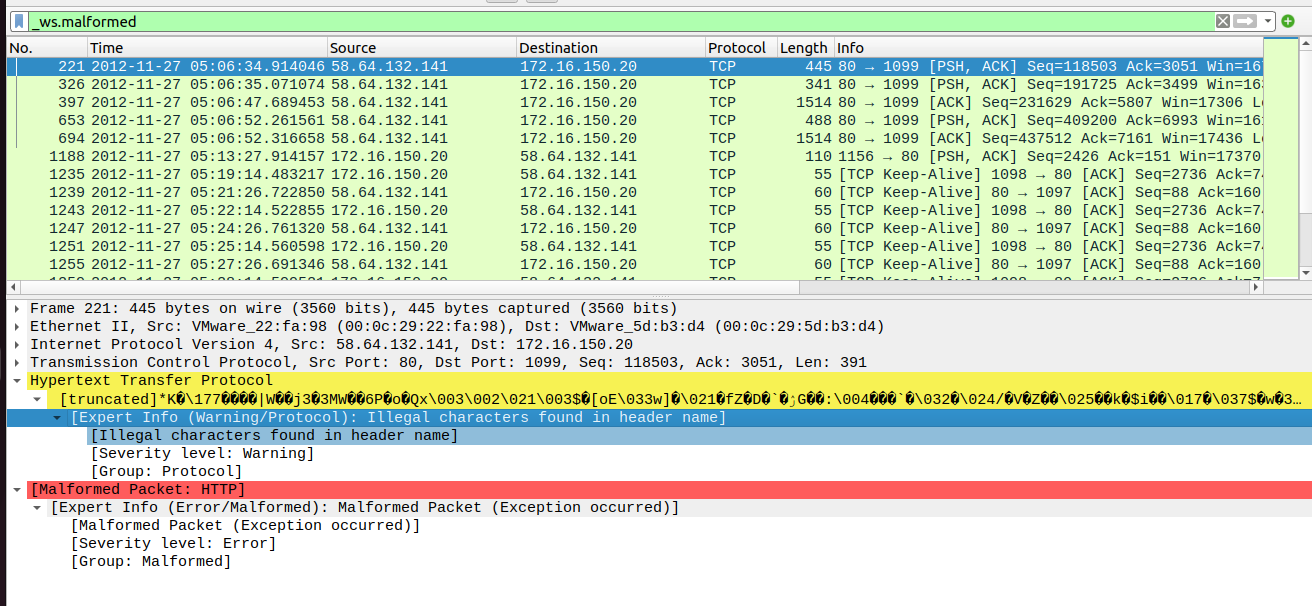 _ws.malformed
No. Time Source Destination Protocol Length Info
221 2012-11-27 05:06:34.914046 58.64.132.141 172.16.150.20 TCP 445 80 → 1099 [PSH, ACK] Seq=118503 Ack=3051 Win=167
326 2012-11-27 05:06:35.071074 58.64.132.141 172.16.150.20 TCP 341 80 → 1099 [PSH, ACK] Seq=191725 Ack=3499 Win=163
397 2012-11-27 05:06:47.689453 58.64.132.141 172.16.150.20 TCP 1514 80 → 1099 [ACK] Seq=231629 Ack=5807 Win=17306 L
653 2012-11-27 05:06:52.261561 58.64.132.141 172.16.150.20 TCP 488 80 → 1099 [PSH, ACK] Seq=409200 Ack=6993 Win=161
694 2012-11-27 05:06:52.316658 58.64.132.141 172.16.150.20 TCP 1514 80 → 1099 [ACK] Seq=437512 Ack=7161 Win=17436 L
1188 2012-11-27 05:13:27.914157 172.16.150.20 58.64.132.141 TCP 110 1156 → 80 [PSH, ACK] Seq=2426 Ack=151 Win=17370
1235 2012-11-27 05:19:14.483217 172.16.150.20 58.64.132.141 TCP 55 [TCP Keep-Alive] 1098 → 80 [ACK] Seq=2736 Ack=7
1239 2012-11-27 05:21:26.722850 58.64.132.141 172.16.150.20 TCP 60 [TCP Keep-Alive] 80 → 1097 [ACK] Seq=88 Ack=160
1243 2012-11-27 05:22:14.522855 172.16.150.20 58.64.132.141 TCP 55 [TCP Keep-Alive] 1098 → 80 [ACK] Seq=2736 Ack=7
1247 2012-11-27 05:24:26.761320 58.64.132.141 172.16.150.20 TCP 60 [TCP Keep-Alive] 80 → 1097 [ACK] Seq=88 Ack=160
1251 2012-11-27 05:25:14.560598 172.16.150.20 58.64.132.141 TCP 55 [TCP Keep-Alive] 1098 → 80 [ACK] Seq=2736 Ack=7
1255 2012-11-27 05:27:26.691346 58.64.132.141 172.16.150.20 TCP 60 [TCP Keep-Alive] 80 → 1097 [ACK] Seq=88 Ack=160
Frame 221: 445 bytes on wire (3560 bits), 445 bytes captured (3560 bits)
Ethernet II, Src: VMware_22:fa:98 (00:0c:29:22:fa:98), Dst: VMware_5d:b3:d4 (00:0c:29:5d:b3:d4)
Internet Protocol Version 4, Src: 58.64.132.141, Dst: 172.16.150.20
Transmission Control Protocol, Src Port: 80, Dst Port: 1099, Seq: 118503, Ack: 3051, Len: 391
Hypertext Transfer Protocol
[truncated]*K�\177����|W��j3�3MW��6P�o�Qx\003\002\021\003$�[oE\033w]�\021�fZ�D�`�ژG��:\004���`�\032�\024/�V�Z��\025��k�$i��\017�\037$�w�3…
[Expert Info (Warning/Protocol): Illegal characters found in header name]
[Illegal characters found in header name]
[Severity level: Warning]
[Group: Protocol]
[Malformed Packet: HTTP]
[Expert Info (Error/Malformed): Malformed Packet (Exception occurred)]
[Malformed Packet (Exception occurred)]
[Severity level: Error]
[Group: Malformed]